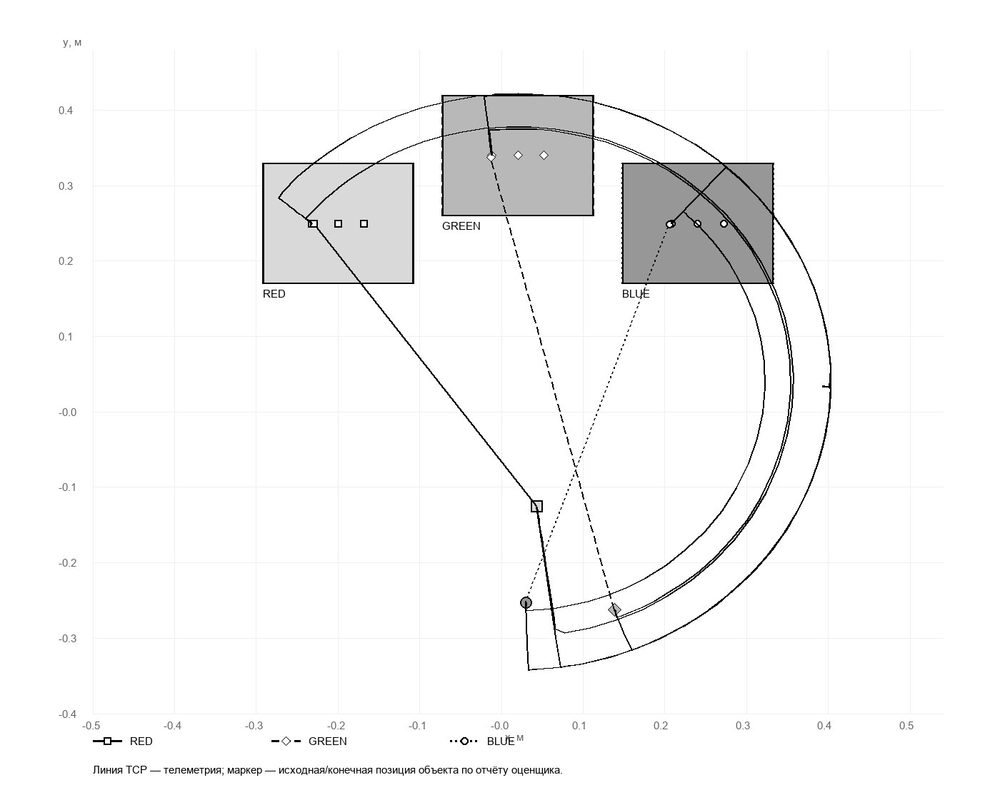 y, м
0.4
0.3
0.2
0.1
-0.0
-0.1
-0.2
-0.3
-0.4
GREEN
RED
BLUE
-0.5 -0.4 -0.3 -0.2 -0.1 -0.0 0.1 0.2 0.3 0.4 0.5
x, м
RED GREEN BLUE
Линия TCP — телеметрия; маркер — исходная/конечная позиция объекта по отчёту оценщика.